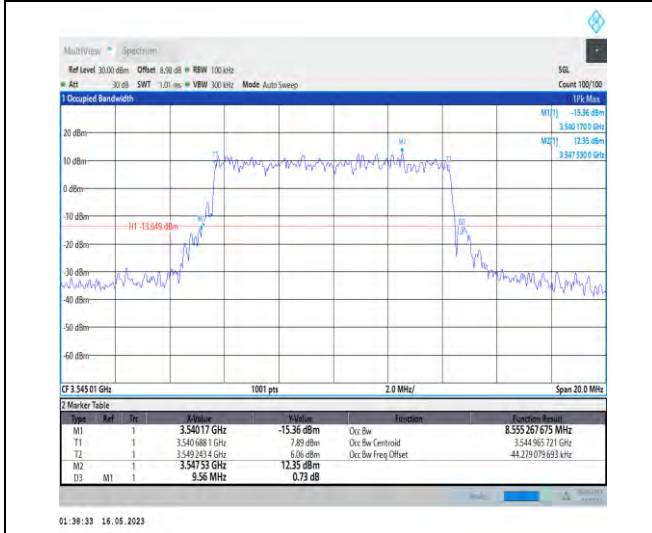 MultiView Spectrum
Ref Level 30.00 dBm Offset 8.98 dB RBW 100 kHz SGL
Att 30 dB SWT 1.01 ms VBW 300 kHz Mode Auto Sweep Count 100/100
1 Occupied Bandwidth 1Pk Max
M1[1] -15.36 dBm
3.540 170 0 GHz
M2[1] 12.35 dBm
3.547 530 0 GHz
20 dBm
M2
10 dBm
0 dBm
-10 dBm
H1 -13.649 dBm
-20 dBm
-30 dBm
-40 dBm
-50 dBm
-60 dBm
CF 3.545 01 GHz 1001 pts 2.0 MHz/ Span 20.0 MHz
2 Marker Table
Type Ref Trc X-Value Y-Value Function Function Result
M1 1 3.54017 GHz -15.36 dBm Occ Bw 8.555 267 675 MHz
T1 1 3.540 688 1 GHz 7.89 dBm Occ Bw Centroid 3.544 965 721 GHz
T2 1 3.549 243 4 GHz 6.06 dBm Occ Bw Freq Offset -44.279 079 693 kHz
M2 1 3.54753 GHz 12.35 dBm
D3 M1 1 9.56 MHz 0.73 dB
01:38:33 16.05.2023